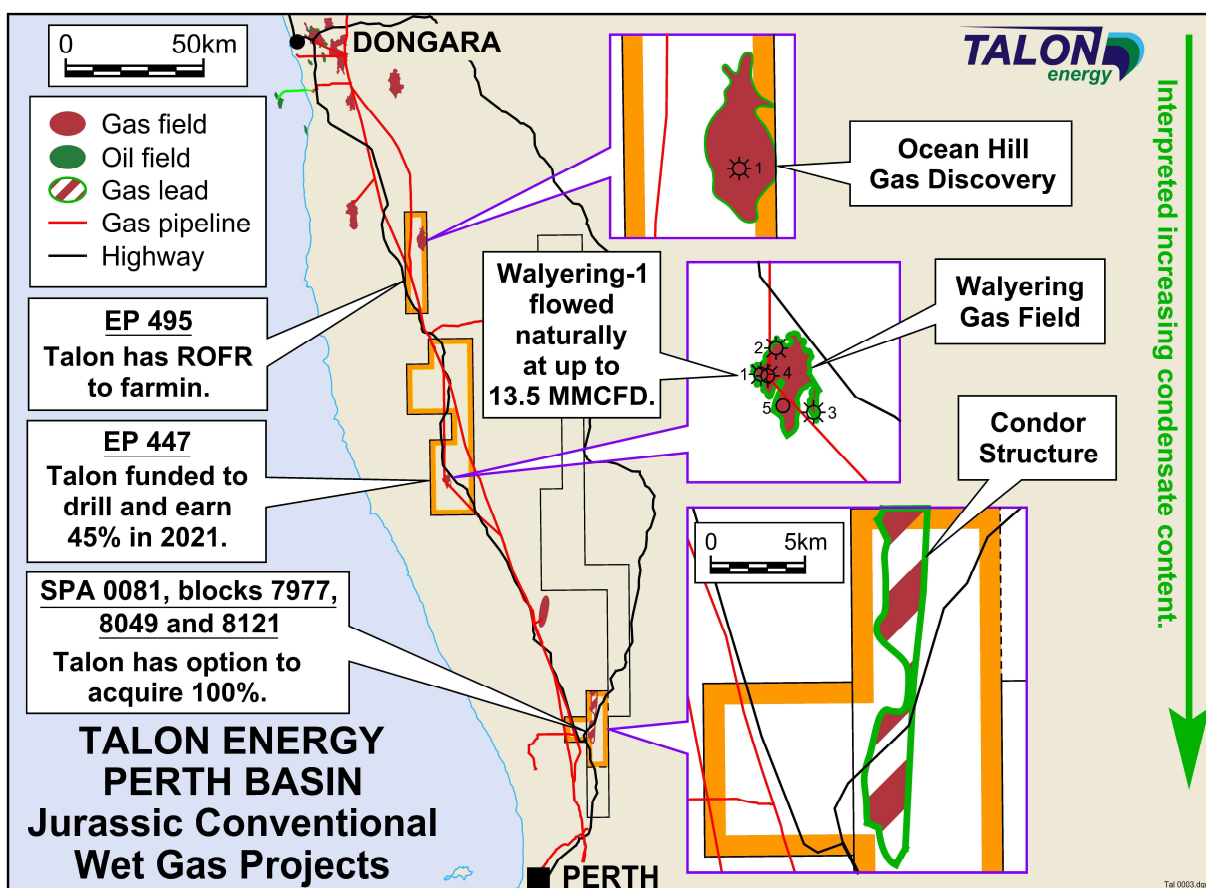 0 50km
DONGARA
TALON
energy
Gas field
Oil field
Gas lead
Gas pipeline
Highway
Ocean Hill
Gas Discovery
1
Interpreted increasing condensate content.
EP 495
Talon has ROFR
to farmin.
Walyering-1
flowed
naturally
at up to
13.5 MMCFD.
Walyering
Gas Field
2
1
4
5
3
EP 447
Talon funded to
drill and earn
45% in 2021.
Condor
Structure
0 5km
SPA 0081, blocks 7977,
8049 and 8121
Talon has option to
acquire 100%.
TALON ENERGY
PERTH BASIN
Jurassic Conventional
Wet Gas Projects
PERTH
Tal 0003.dgn